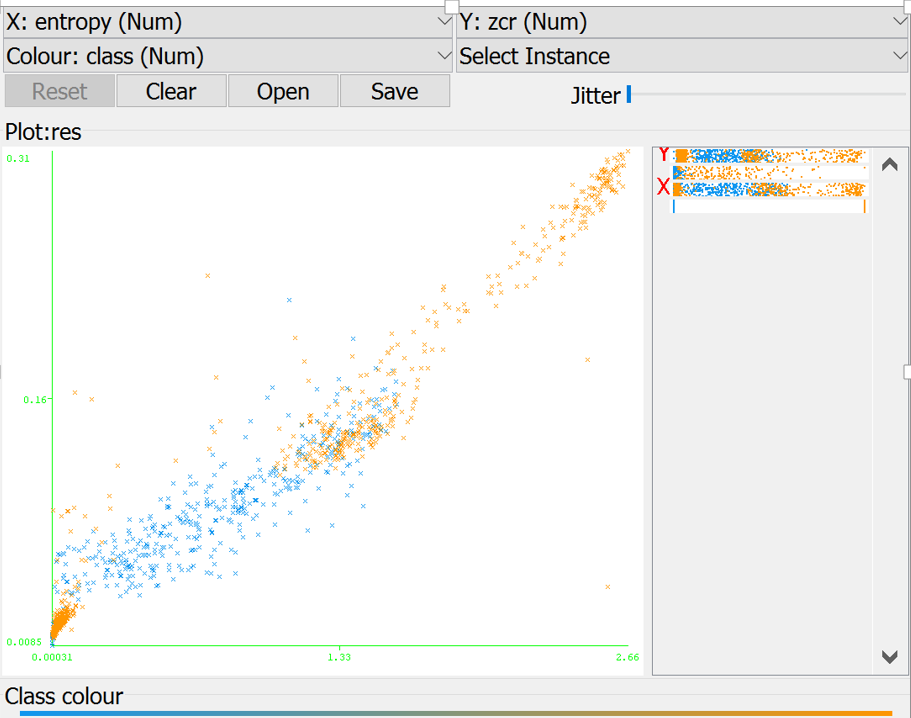 X: entropy (Num) Y: zcr (Num)
Colour: class (Num) Select Instance
Reset Clear Open Save Jitter
Plot:res
0.31
0.16
0.0085
0.00031 1.33 2.66
Y
X
Class colour